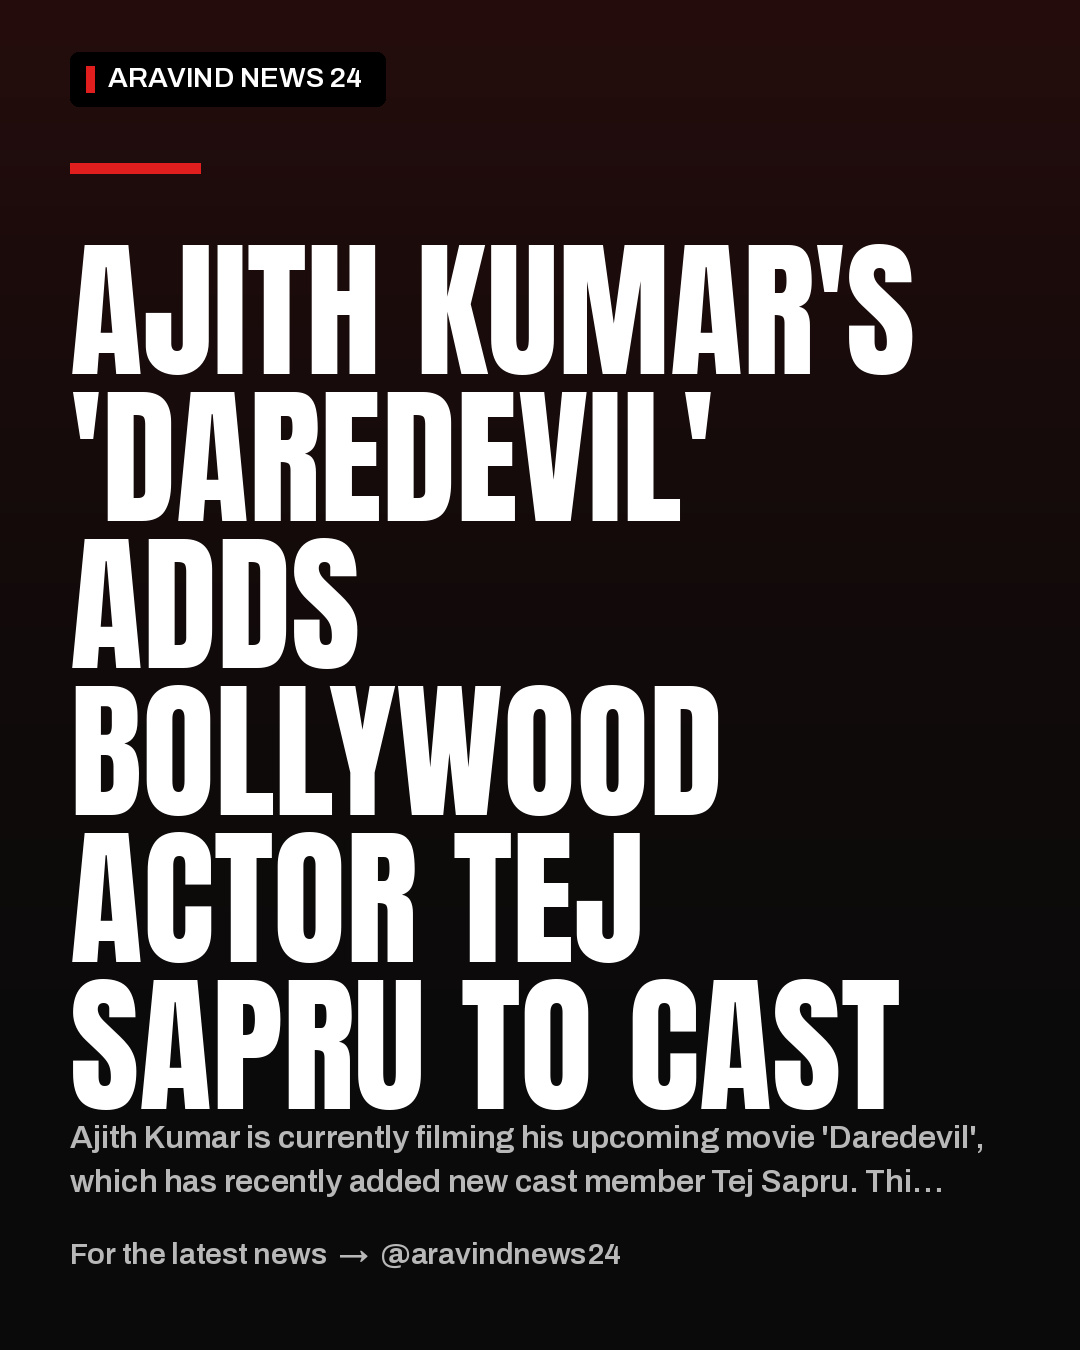 ARAVIND NEWS 24
AJITH KUMAR'S
'DAREDEVIL'
ADDS
BOLLYWOOD
ACTOR TEJ
SAPRU TO CAST
Ajith Kumar is currently filming his upcoming movie 'Daredevil',
which has recently added new cast member Tej Sapru. Thi...
For the latest news → @aravindnews24